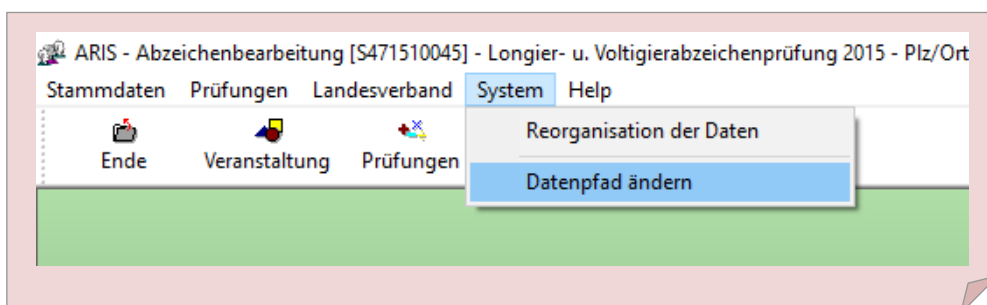 ARIS - Abzeichenbearbeitung [S471510045] - Longier- u. Voltigierabzeichenprüfung 2015 - Plz/Ort
Stammdaten Prüfungen Landesverband System Help
Reorganisation der Daten
Ende Veranstaltung Prüfungen
Datenpfad ändern